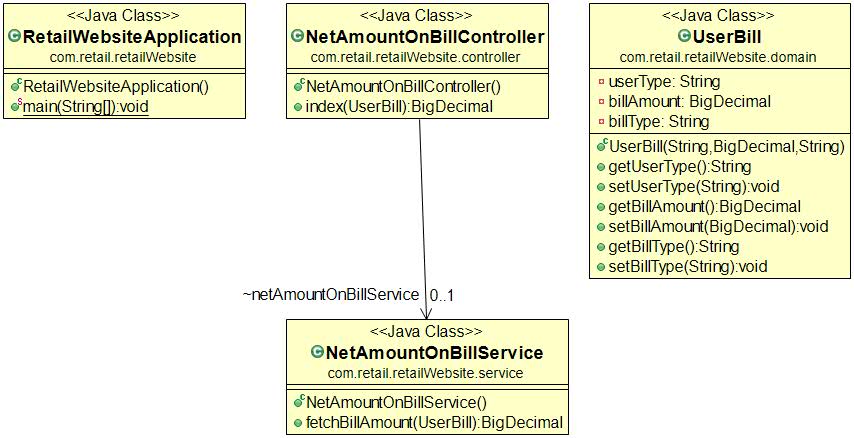 <<Java Class>>
RetailWebsiteApplication
com.retail.retailWebsite
RetailWebsiteApplication()
main(String[]):void
<<Java Class>>
NetAmountOnBillController
com.retail.retailWebsite.controller
NetAmountOnBillController()
index(UserBill):BigDecimal
<<Java Class>>
UserBill
com.retail.retailWebsite.domain
userType: String
billAmount: BigDecimal
billType: String
UserBill(String,BigDecimal,String)
getUserType():String
setUserType(String):void
getBillAmount():BigDecimal
setBillAmount(BigDecimal):void
getBillType():String
setBillType(String):void
~netAmountOnBillService 0..1
<<Java Class>>
NetAmountOnBillService
com.retail.retailWebsite.service
NetAmountOnBillService()
fetchBillAmount(UserBill):BigDecimal